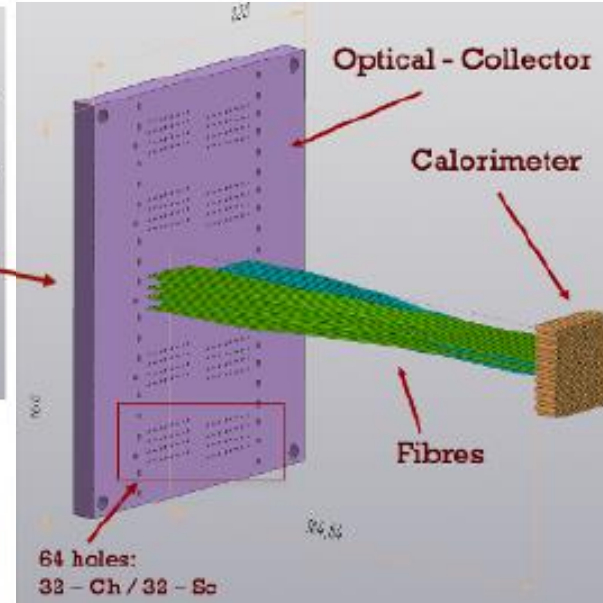 Optical - Collector
Calorimeter
Fibres
64 holes:
32 - Ch / 32 - Sc